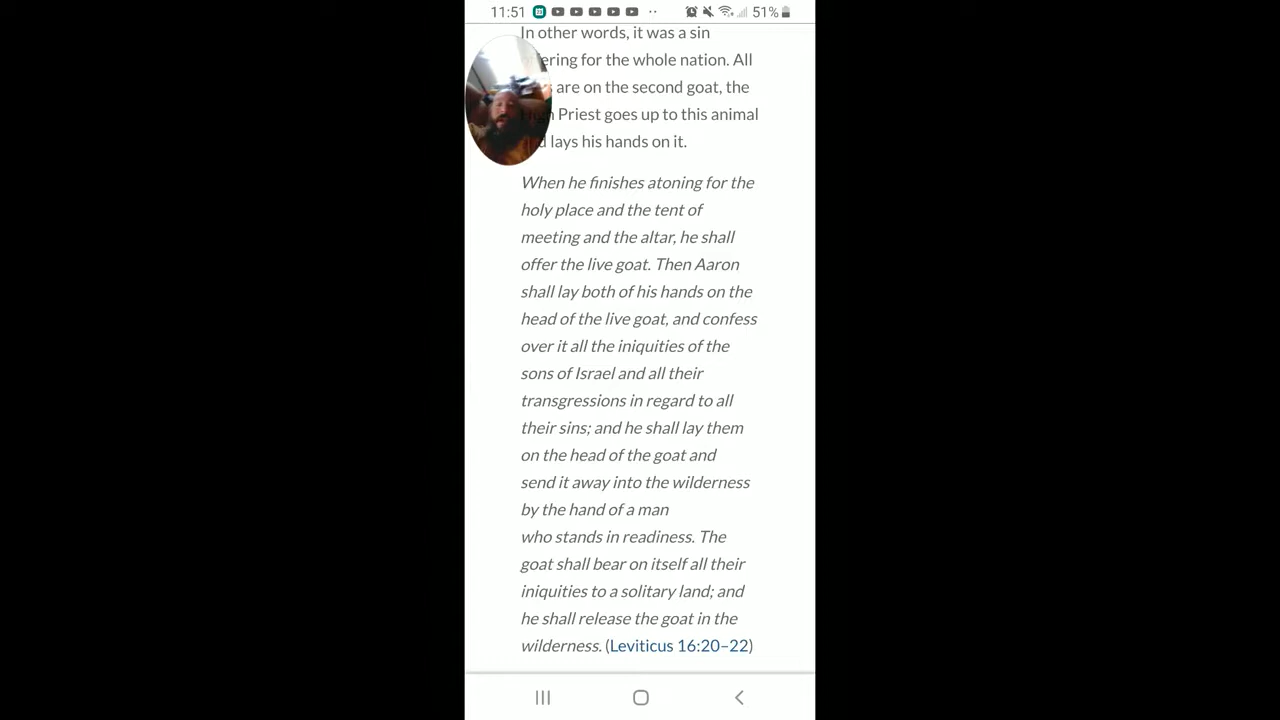 11:51
51%
In other words, it was a sin
ering for the whole nation. All
are on the second goat, the
Priest goes up to this animal
lays his hands on it.
When he finishes atoning for the
holy place and the tent of
meeting and the altar, he shall
offer the live goat. Then Aaron
shall lay both of his hands on the
head of the live goat, and confess
over it all the iniquities of the
sons of Israel and all their
transgressions in regard to all
their sins; and he shall lay them
on the head of the goat and
send it away into the wilderness
by the hand of a man
who stands in readiness. The
goat shall bear on itself all their
iniquities to a solitary land; and
he shall release the goat in the
wilderness. (Leviticus 16:20–22)